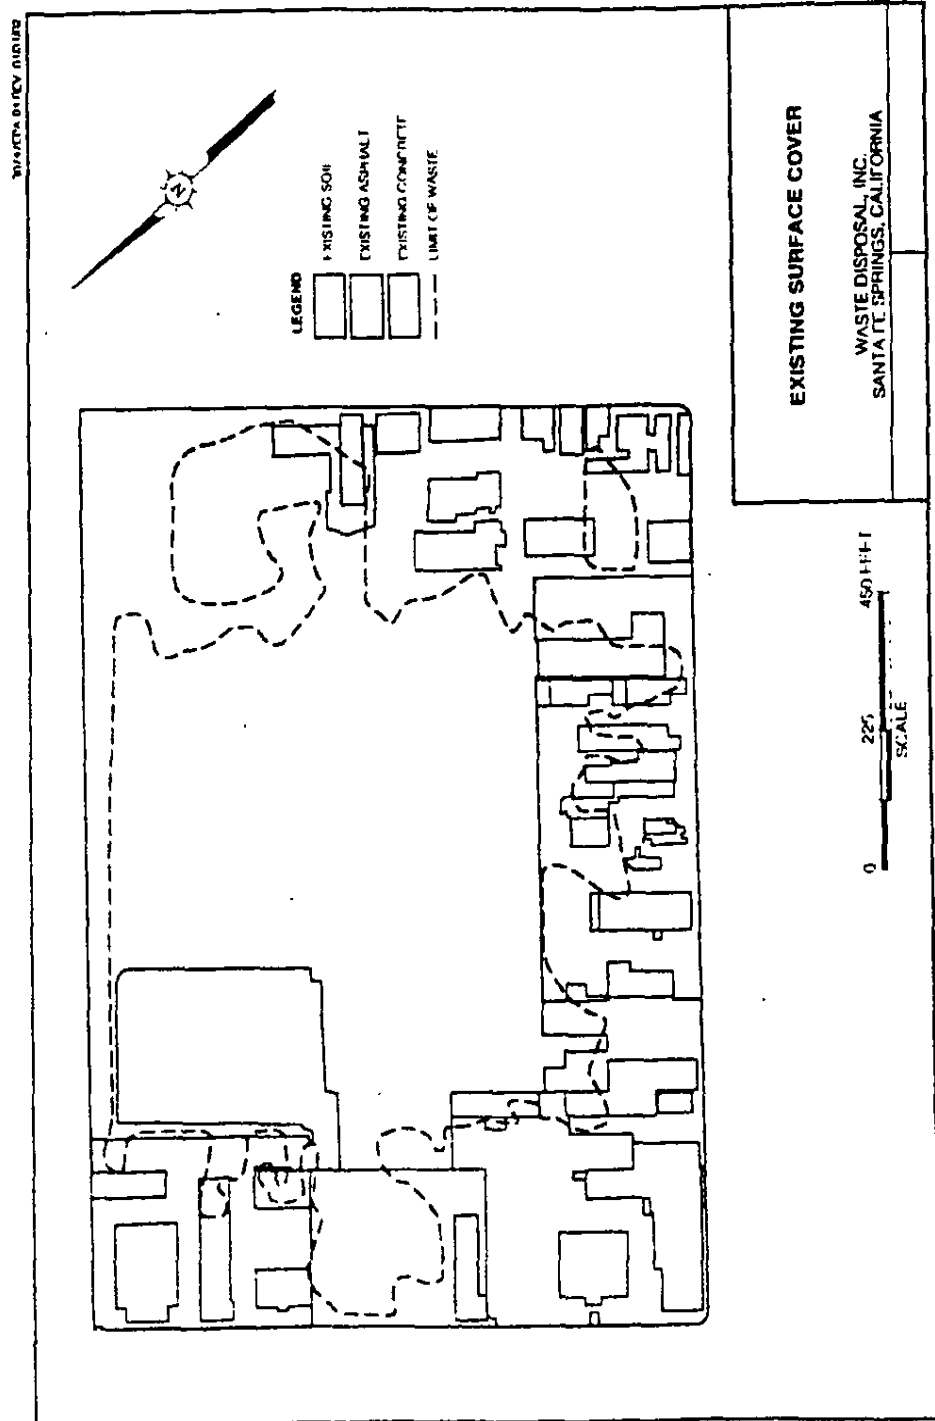 N
LEGEND
EXISTING SOIL
EXISTING ASPHALT
EXISTING CONCRETE
LIMIT OF WASTE
0 225 450 FEET
SCALE
EXISTING SURFACE COVER
WASTE DISPOSAL, INC.
SANTA FE SPRINGS, CALIFORNIA